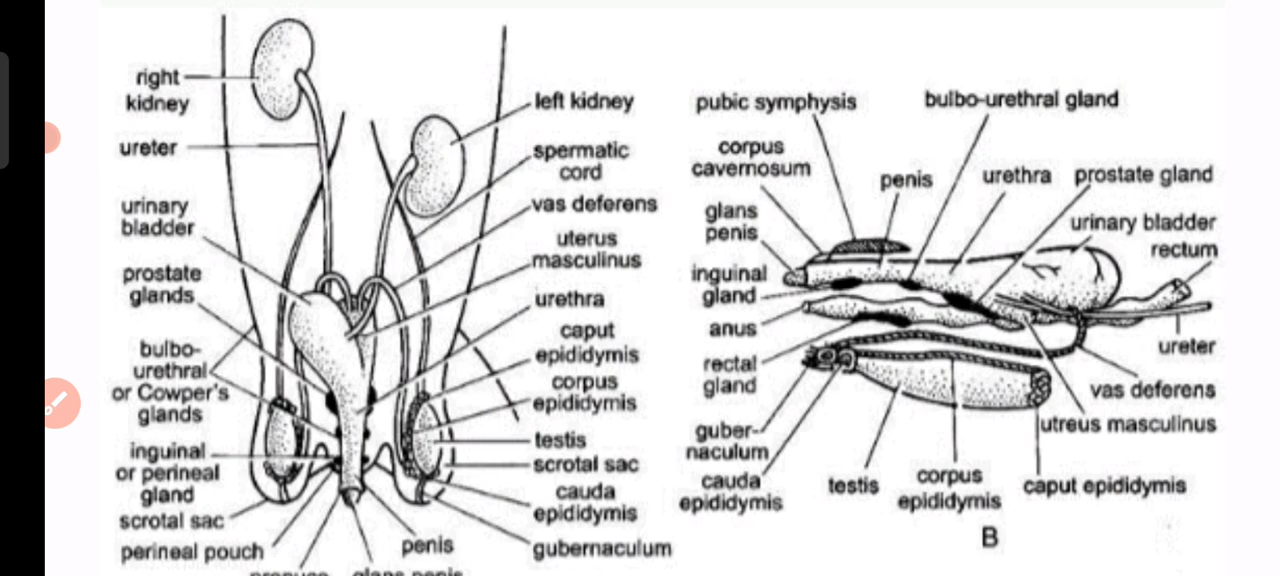 right
kidney
ureter
urinary
bladder
prostate
glands
bulbo-
urethral
or Cowper's
glands
inguinal
or perineal
gland
scrotal sac
perineal pouch
prepuce
glans penis
penis
left kidney
spermatic
cord
vas deferens
uterus
masculinus
urethra
caput
epididymis
corpus
epididymis
testis
scrotal sac
cauda
epididymis
gubernaculum
pubic symphysis
bulbo-urethral gland
corpus
cavernosum
penis
urethra
prostate gland
glans
penis
urinary bladder
rectum
inguinal
gland
anus
rectal
gland
ureter
vas deferens
utreus masculinus
guber-
naculum
cauda
epididymis
testis
corpus
epididymis
caput epididymis
B